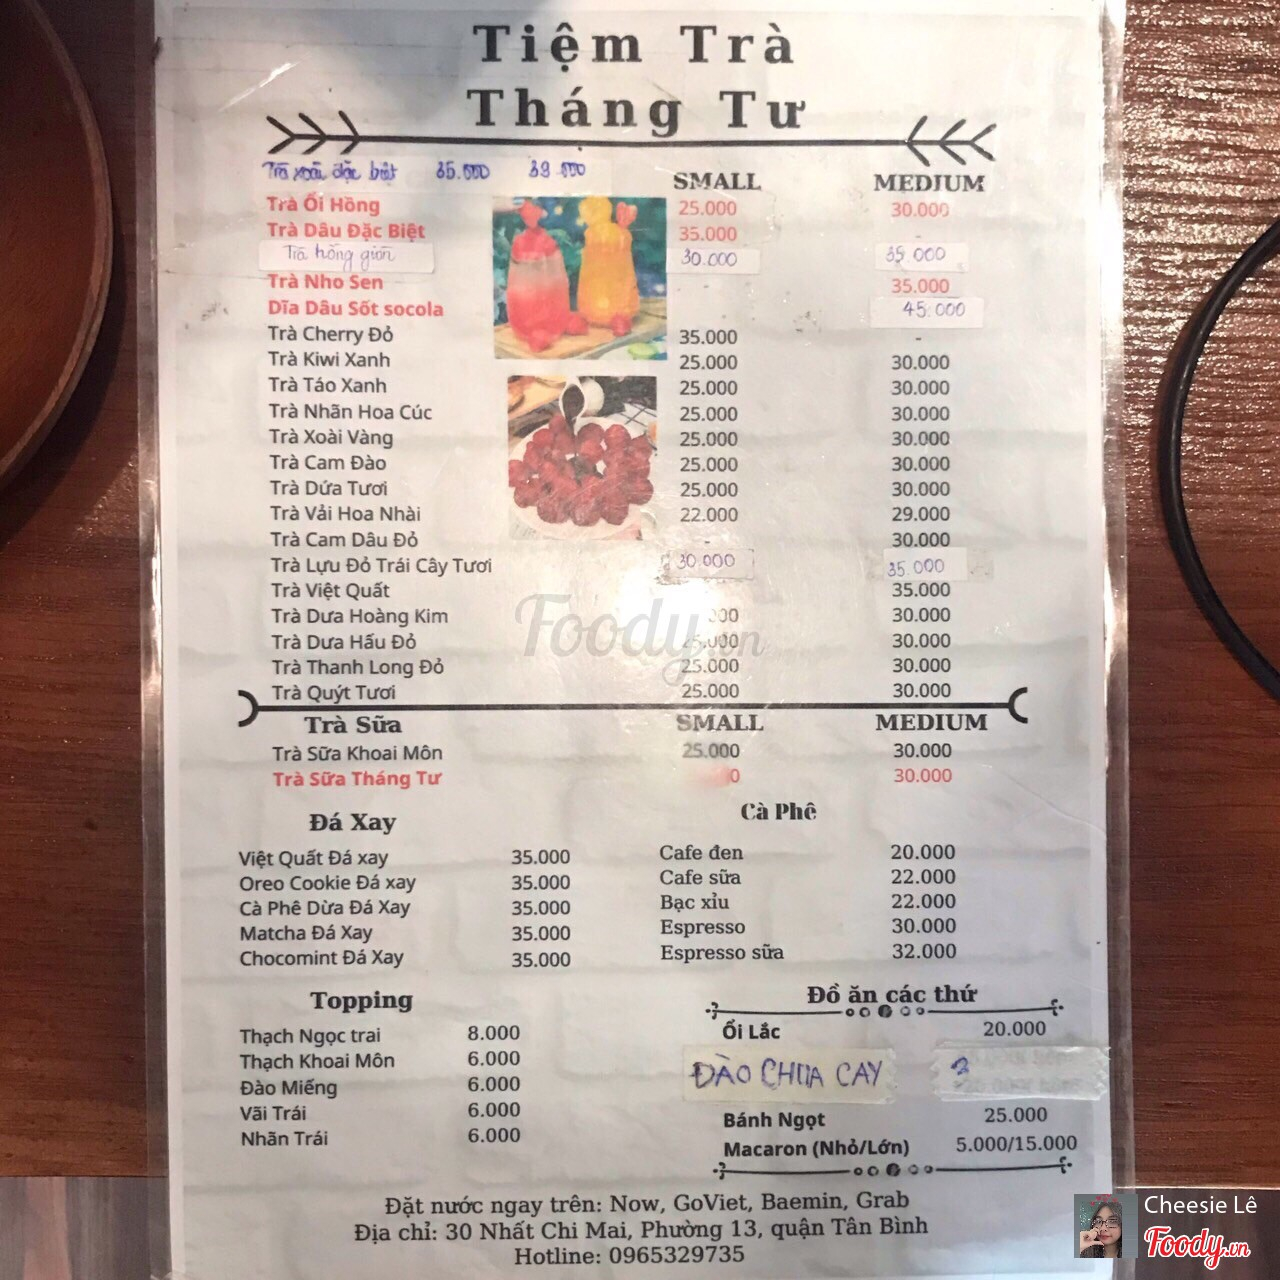 Tiệm Trà
Tháng Tư
Trà xoài đặc biệt 35.000 39.000
SMALL MEDIUM
Trà Ổi Hồng 25.000 30.000
Trà Dâu Đặc Biệt 35.000 -
Trà hồng giòn 30.000 35.000
Trà Nho Sen 35.000
Dĩa Dâu Sốt socola 45.000
Trà Cherry Đỏ 35.000 -
Trà Kiwi Xanh 25.000 30.000
Trà Táo Xanh 25.000 30.000
Trà Nhãn Hoa Cúc 25.000 30.000
Trà Xoài Vàng 25.000 30.000
Trà Cam Đào 25.000 30.000
Trà Dứa Tươi 25.000 30.000
Trà Vải Hoa Nhài 22.000 29.000
Trà Cam Dâu Đỏ - 30.000
Trà Lựu Đỏ Trái Cây Tươi 30.000 35.000
Trà Việt Quất 35.000
Trà Dưa Hoàng Kim 30.000
Trà Dưa Hấu Đỏ 30.000
Trà Thanh Long Đỏ 25.000 30.000
Trà Quýt Tươi 25.000 30.000
Trà Sữa SMALL MEDIUM
Trà Sữa Khoai Môn 25.000 30.000
Trà Sữa Tháng Tư 30.000
Đá Xay
Việt Quất Đá xay 35.000
Oreo Cookie Đá xay 35.000
Cà Phê Dừa Đá Xay 35.000
Matcha Đá Xay 35.000
Chocomint Đá Xay 35.000
Cà Phê
Cafe đen 20.000
Cafe sữa 22.000
Bạc xỉu 22.000
Espresso 30.000
Espresso sữa 32.000
Topping
Thạch Ngọc trai 8.000
Thạch Khoai Môn 6.000
Đào Miếng 6.000
Vãi Trái 6.000
Nhãn Trái 6.000
Đồ ăn các thứ
Ổi Lắc 20.000
ĐÀO CHUA CAY
Bánh Ngọt 25.000
Macaron (Nhỏ/Lớn) 5.000/15.000
Đặt nước ngay trên: Now, GoViet, Baemin, Grab
Địa chỉ: 30 Nhất Chi Mai, Phường 13, quận Tân Bình
Hotline: 0965329735
Foody.vn
Cheesie Lê
Foody.vn